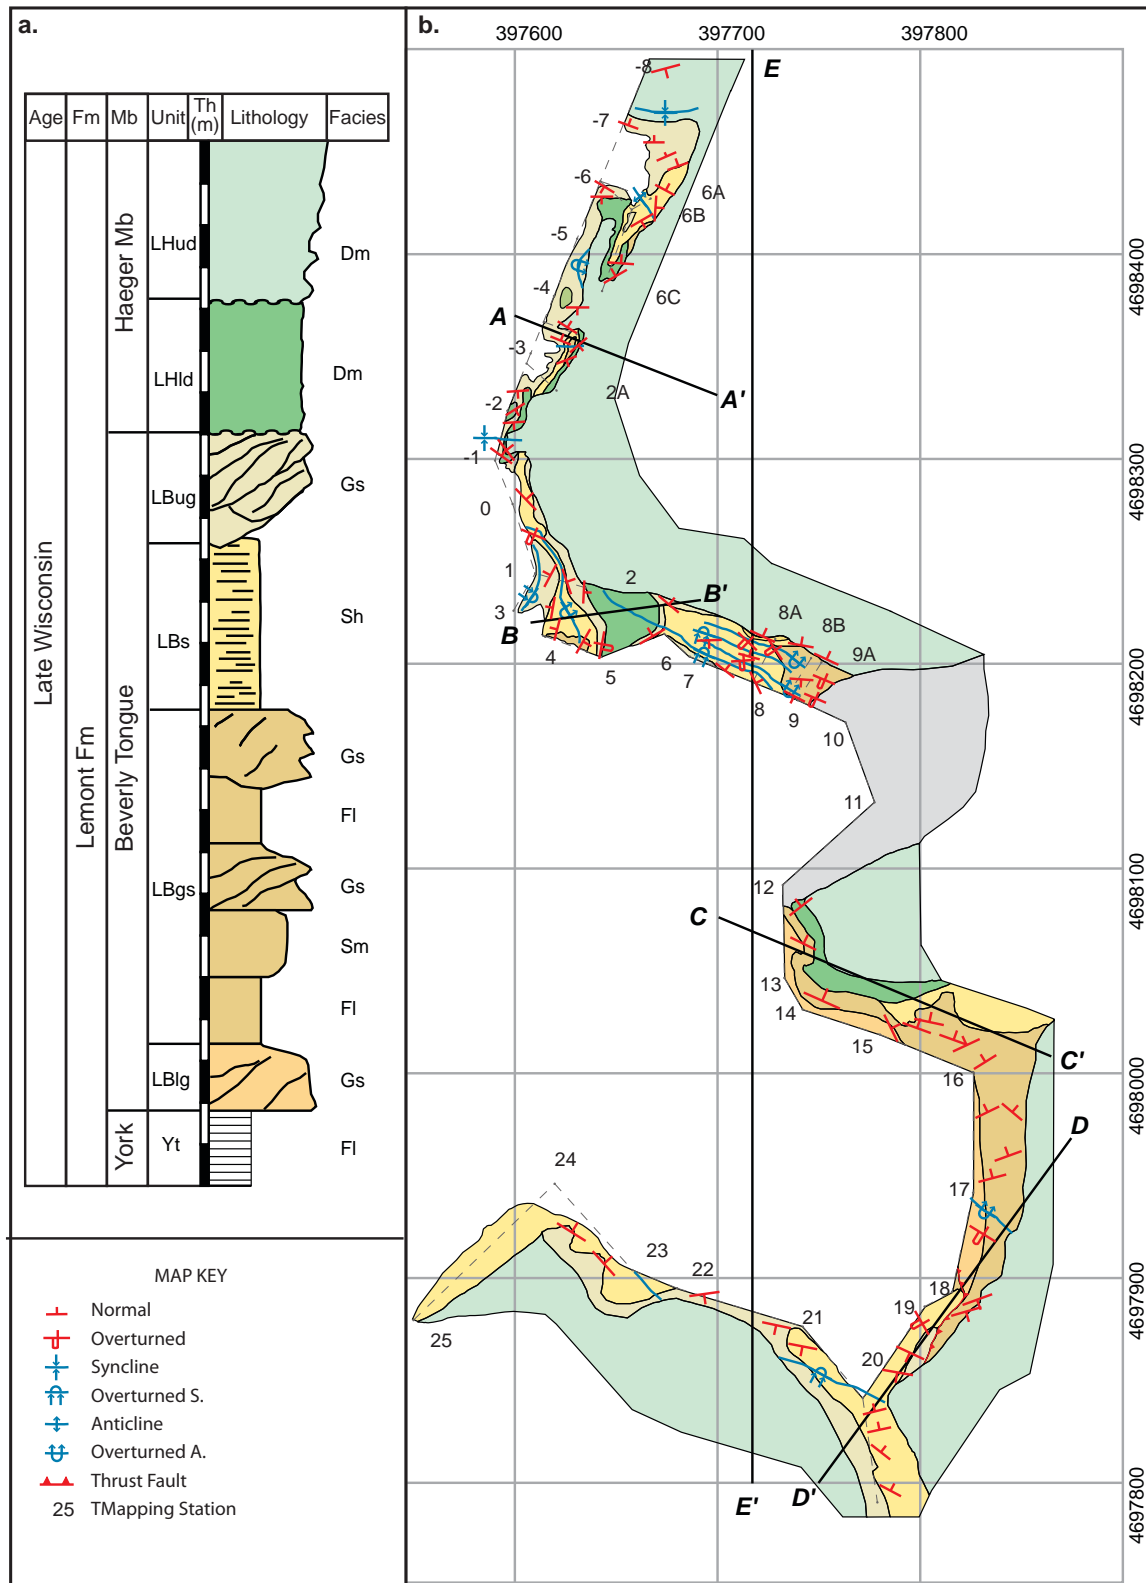 a.
Age Fm Mb Unit Th (m) Lithology Facies
Late Wisconsin
Lemont Fm
Haeger Mb
Beverly Tongue
York
LHud
Dm
LHld
Dm
LBug
Gs
LBs
Sh
Gs
Fl
LBgs
Gs
Sm
Fl
LBlg
Gs
Yt
Fl
MAP KEY
Normal
Overturned
Syncline
Overturned S.
Anticline
Overturned A.
Thrust Fault
25 TMapping Station
b.
397600 397700 397800
4698400
4698300
4698200
4698100
4698000
4697900
4697800
-8
E
-7
-6
6A
6B
-5
-4
6C
A
-3
A'
2A
-2
-1
0
1
2
B'
3
8A
8B
B
4
5
6
7
9A
8
9
10
11
12
C
13
14
15
16
C'
D
17
24
23
22
18
19
21
20
25
E'
D'